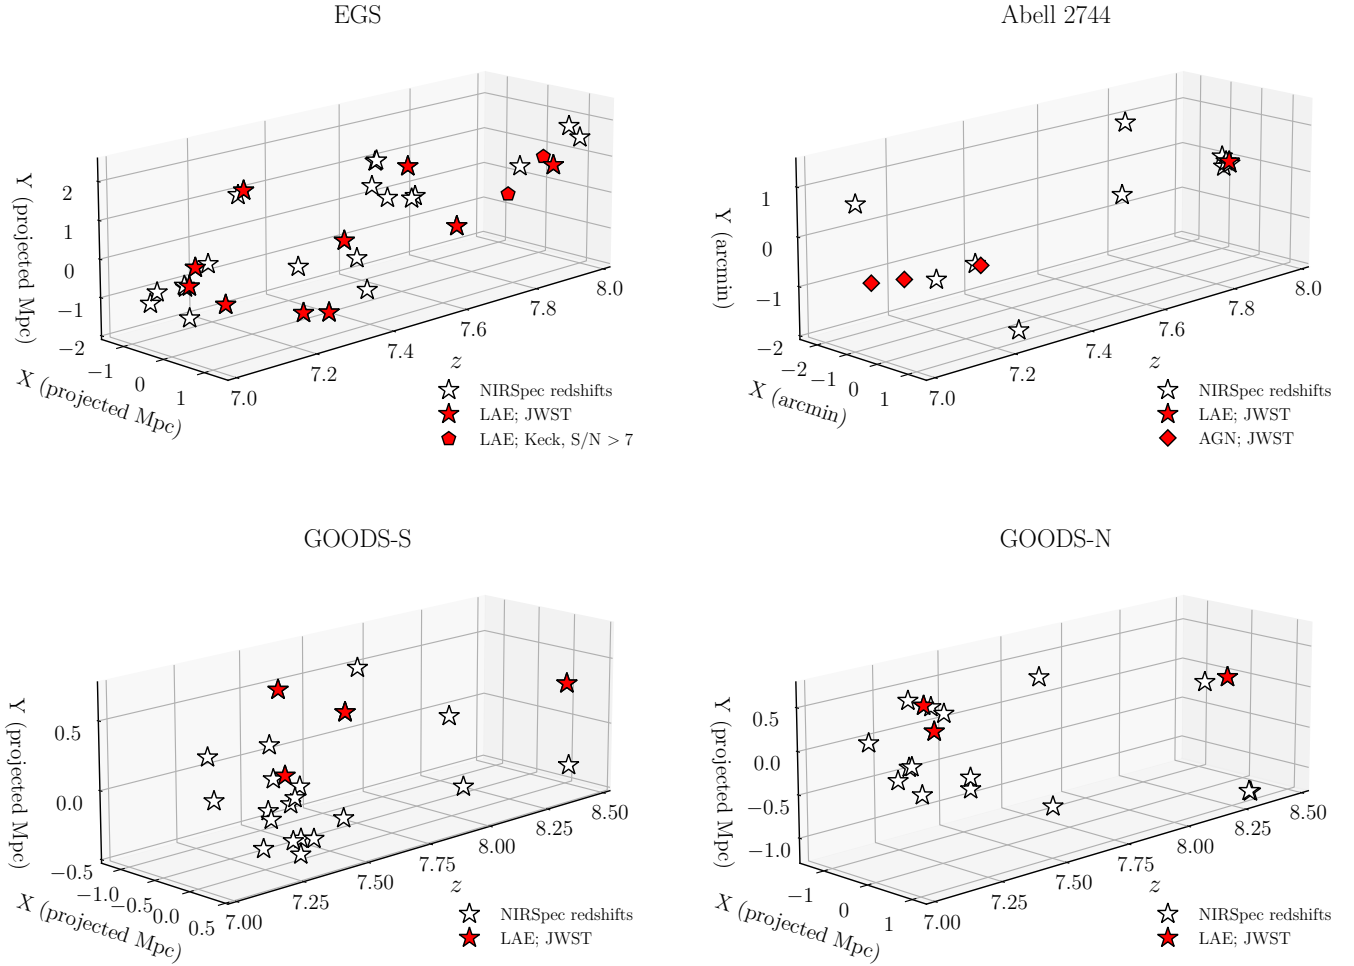 EGS
Y (projected Mpc)
2
1
0
−1
−2
−1
0
1
X (projected Mpc)
7.0
7.2
7.4
7.6
7.8
8.0
z
NIRSpec redshifts
LAE; JWST
LAE; Keck, S/N > 7
Abell 2744
Y (arcmin)
1
0
−1
−2
−2
−1
0
1
X (arcmin)
7.0
7.2
7.4
7.6
7.8
8.0
z
NIRSpec redshifts
LAE; JWST
AGN; JWST
GOODS-S
Y (projected Mpc)
0.5
0.0
−0.5
−1.0
−0.5
0.0
0.5
X (projected Mpc)
7.00
7.25
7.50
7.75
8.00
8.25
8.50
z
NIRSpec redshifts
LAE; JWST
GOODS-N
Y (projected Mpc)
0.5
0.0
−0.5
−1.0
−1
0
1
X (projected Mpc)
7.00
7.25
7.50
7.75
8.00
8.25
8.50
z
NIRSpec redshifts
LAE; JWST